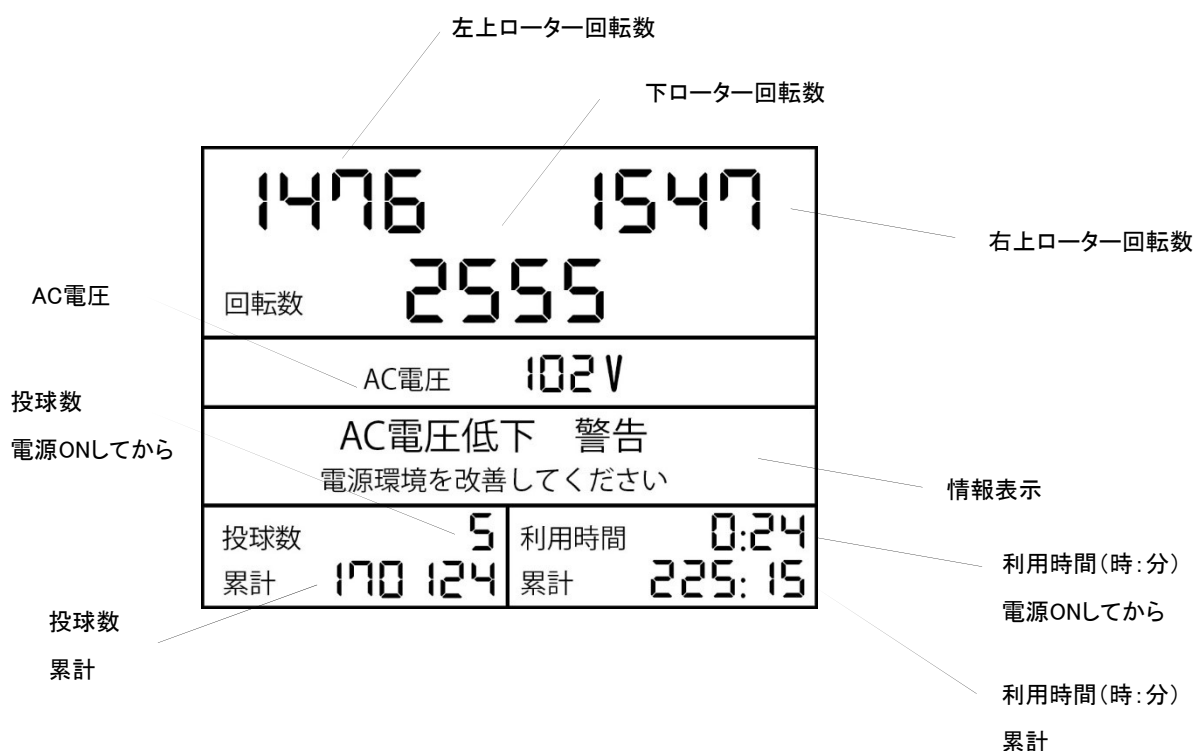 左上ローター回転数
下ローター回転数
1476 1547
右上ローター回転数
回転数 2555
AC電圧
AC電圧 102V
投球数
電源ONしてから
AC電圧低下 警告
電源環境を改善してください
情報表示
投球数 5 利用時間 0:24
累計 170124 累計 225:15
利用時間(時:分)
電源ONしてから
投球数
累計
利用時間(時:分)
累計